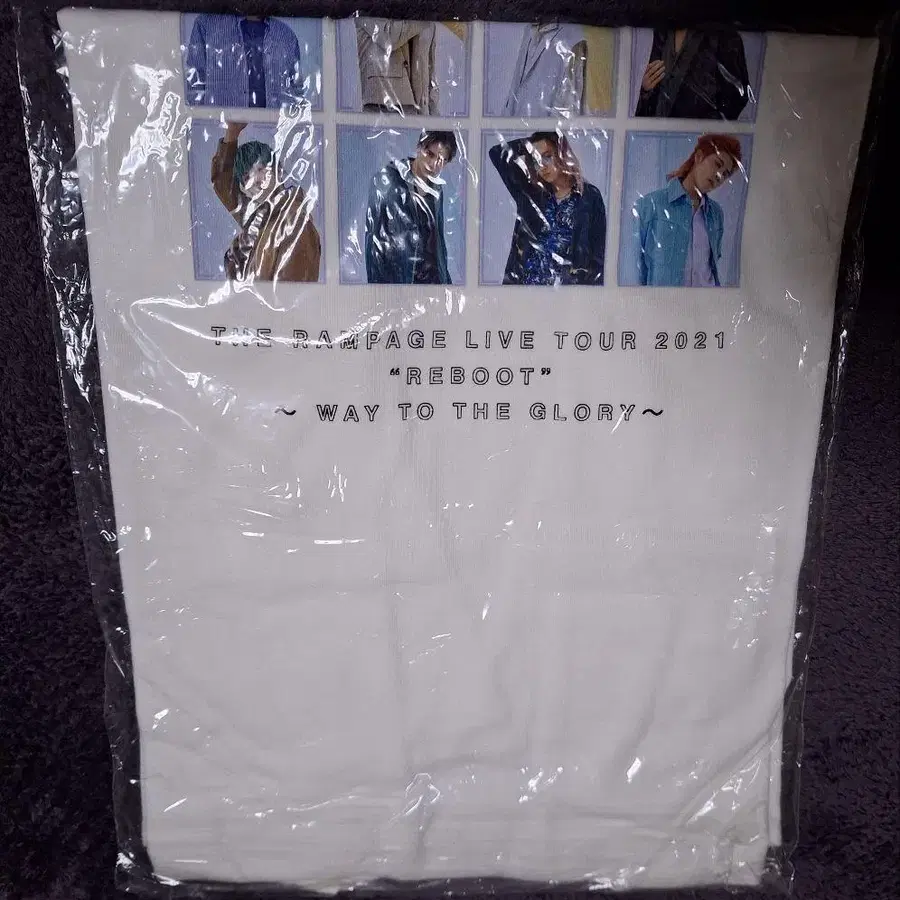 THE RAMPAGE LIVE TOUR 2021
“REBOOT”
～ WAY TO THE GLORY～